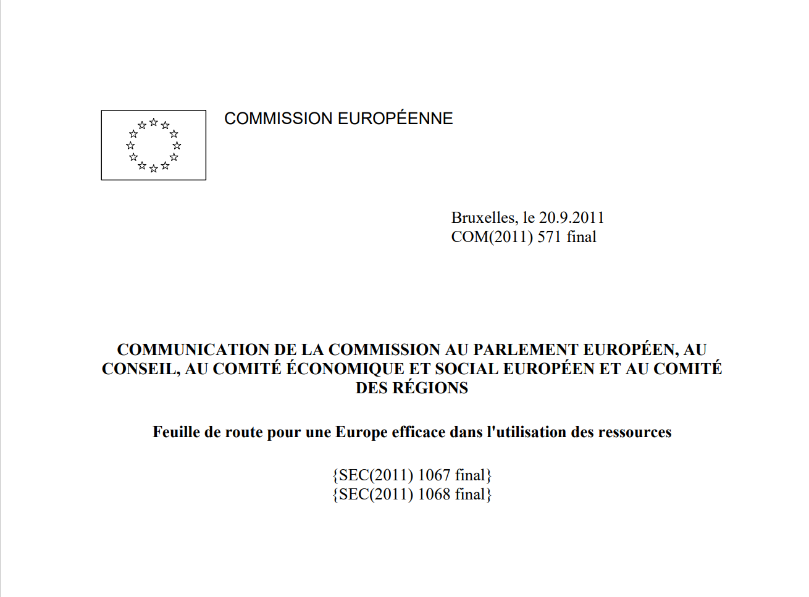 COMMISSION EUROPÉENNE
Bruxelles, le 20.9.2011
COM(2011) 571 final
COMMUNICATION DE LA COMMISSION AU PARLEMENT EUROPÉEN, AU
CONSEIL, AU COMITÉ ÉCONOMIQUE ET SOCIAL EUROPÉEN ET AU COMITÉ
DES RÉGIONS
Feuille de route pour une Europe efficace dans l'utilisation des ressources
{SEC(2011) 1067 final}
{SEC(2011) 1068 final}